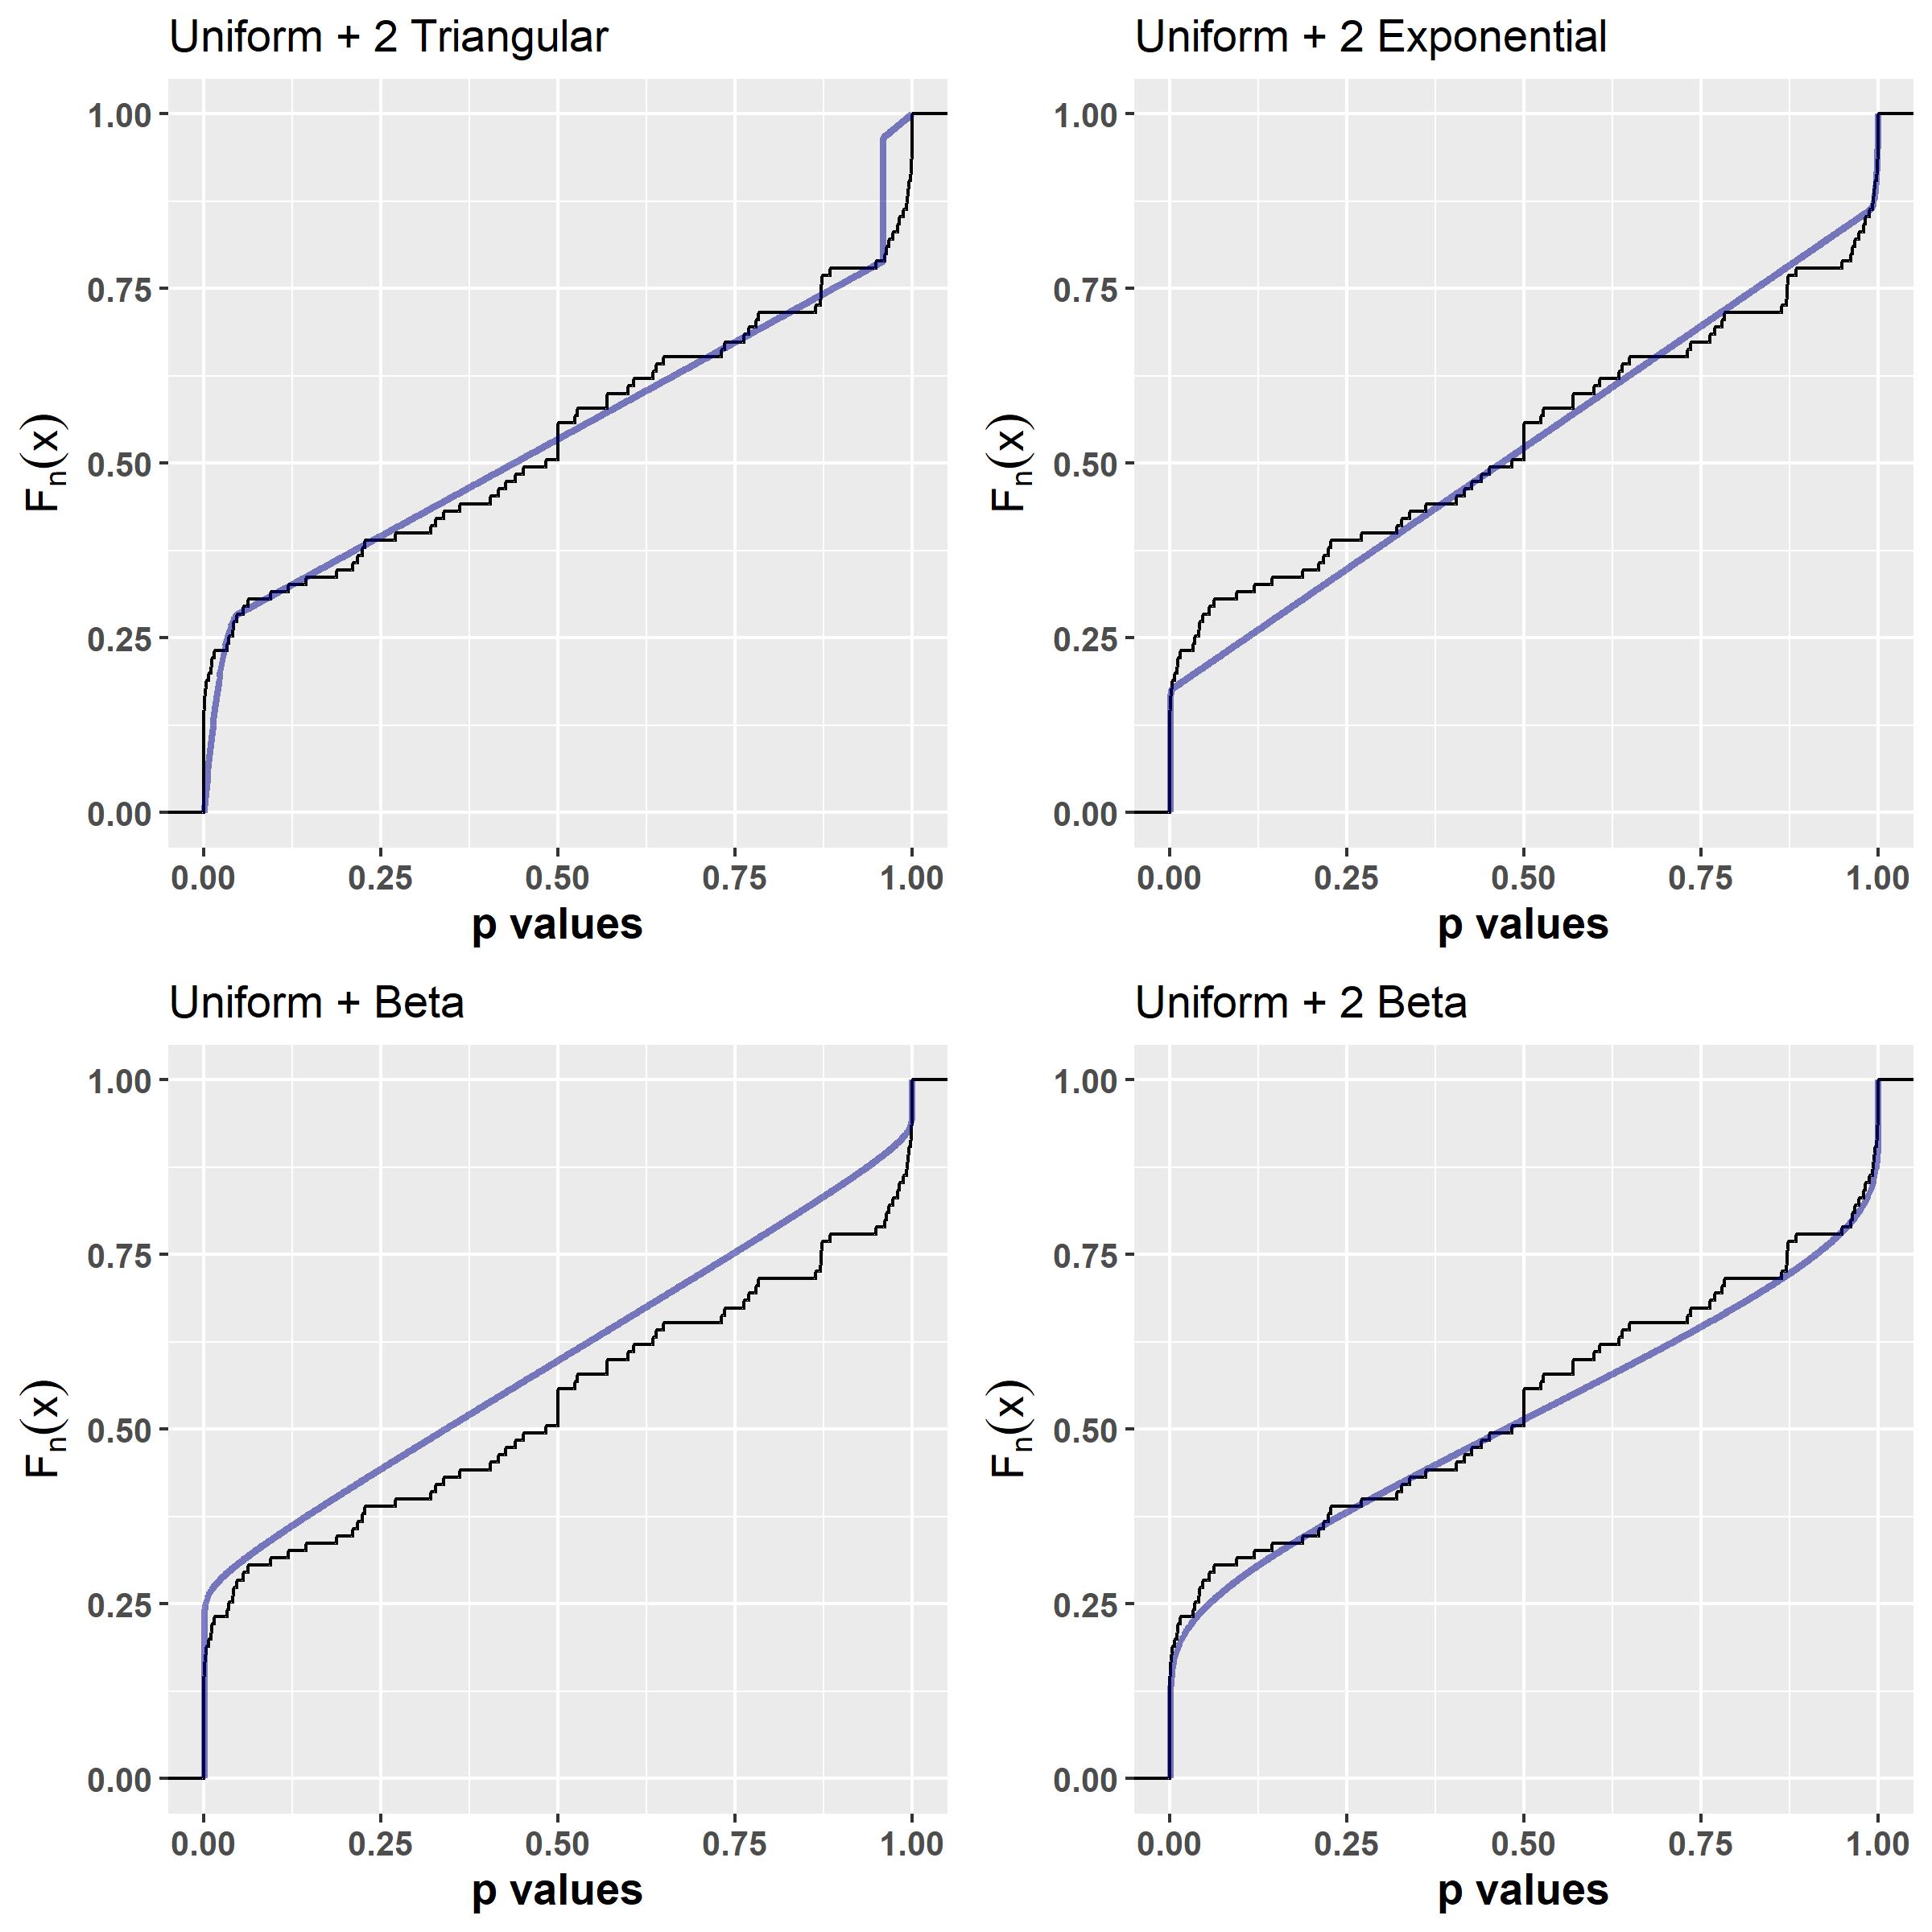 Uniform + 2 Triangular
1.00
0.75
0.50
0.25
0.00
Fn(x)
0.00 0.25 0.50 0.75 1.00
p values
Uniform + 2 Exponential
1.00
0.75
0.50
0.25
0.00
Fn(x)
0.00 0.25 0.50 0.75 1.00
p values
Uniform + Beta
1.00
0.75
0.50
0.25
0.00
Fn(x)
0.00 0.25 0.50 0.75 1.00
p values
Uniform + 2 Beta
1.00
0.75
0.50
0.25
0.00
Fn(x)
0.00 0.25 0.50 0.75 1.00
p values